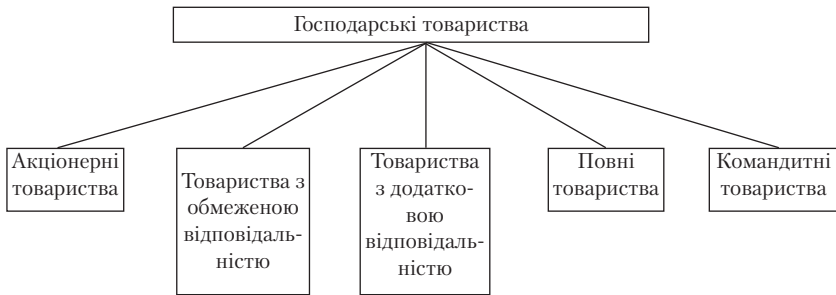 Господарські товариства
Акціонерні
товариства
Товариства з
обмеженою
відповідаль-
ністю
Товариства
з додатко-
вою
відповідаль-
ністю
Повні
товариства
Командитні
товариства